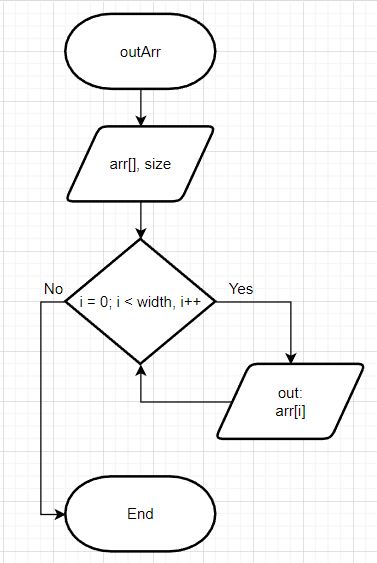 outArr
arr[], size
No
i = 0; i < width, i++
Yes
out:
arr[i]
End